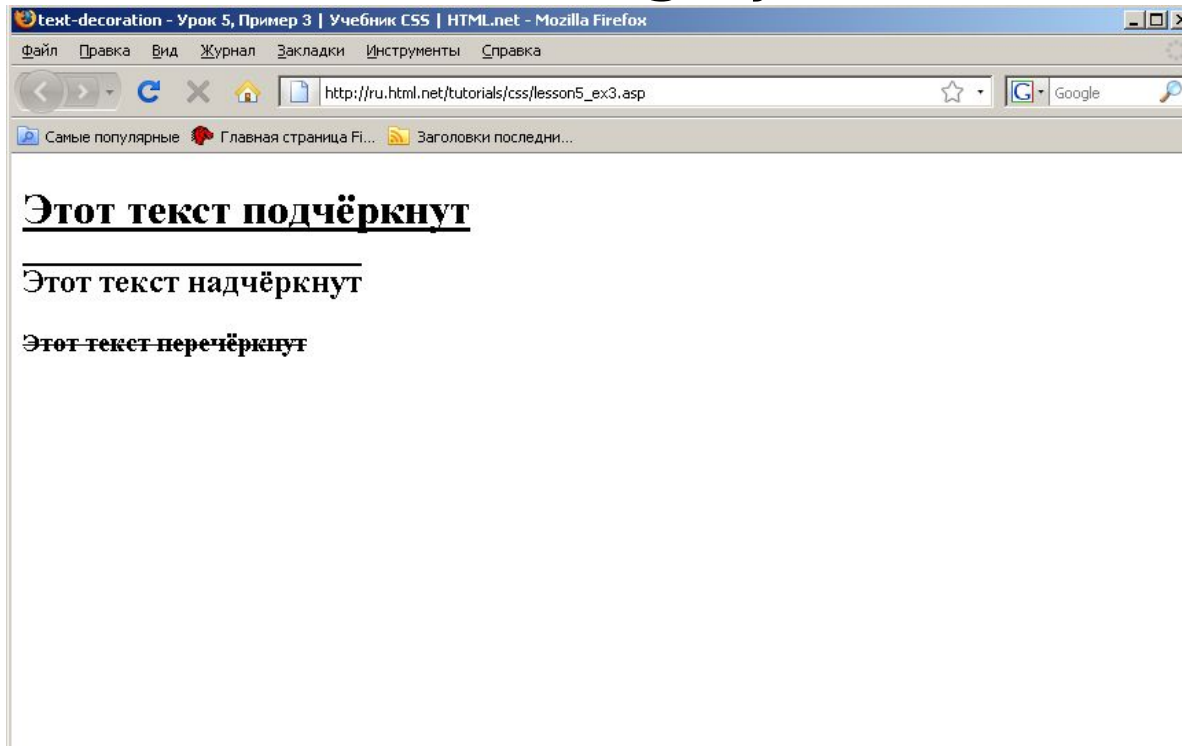 text-decoration - Урок 5, Пример 3 | Учебник CSS | HTML.net - Mozilla Firefox
Файл Правка Вид Журнал Закладки Инструменты Справка
http://ru.html.net/tutorials/css/lesson5_ex3.asp G Google
Самые популярные Главная страница Fi... Заголовки последни...
Этот текст подчёркнут
Этот текст надчёркнут
Этот текст перечёркнут